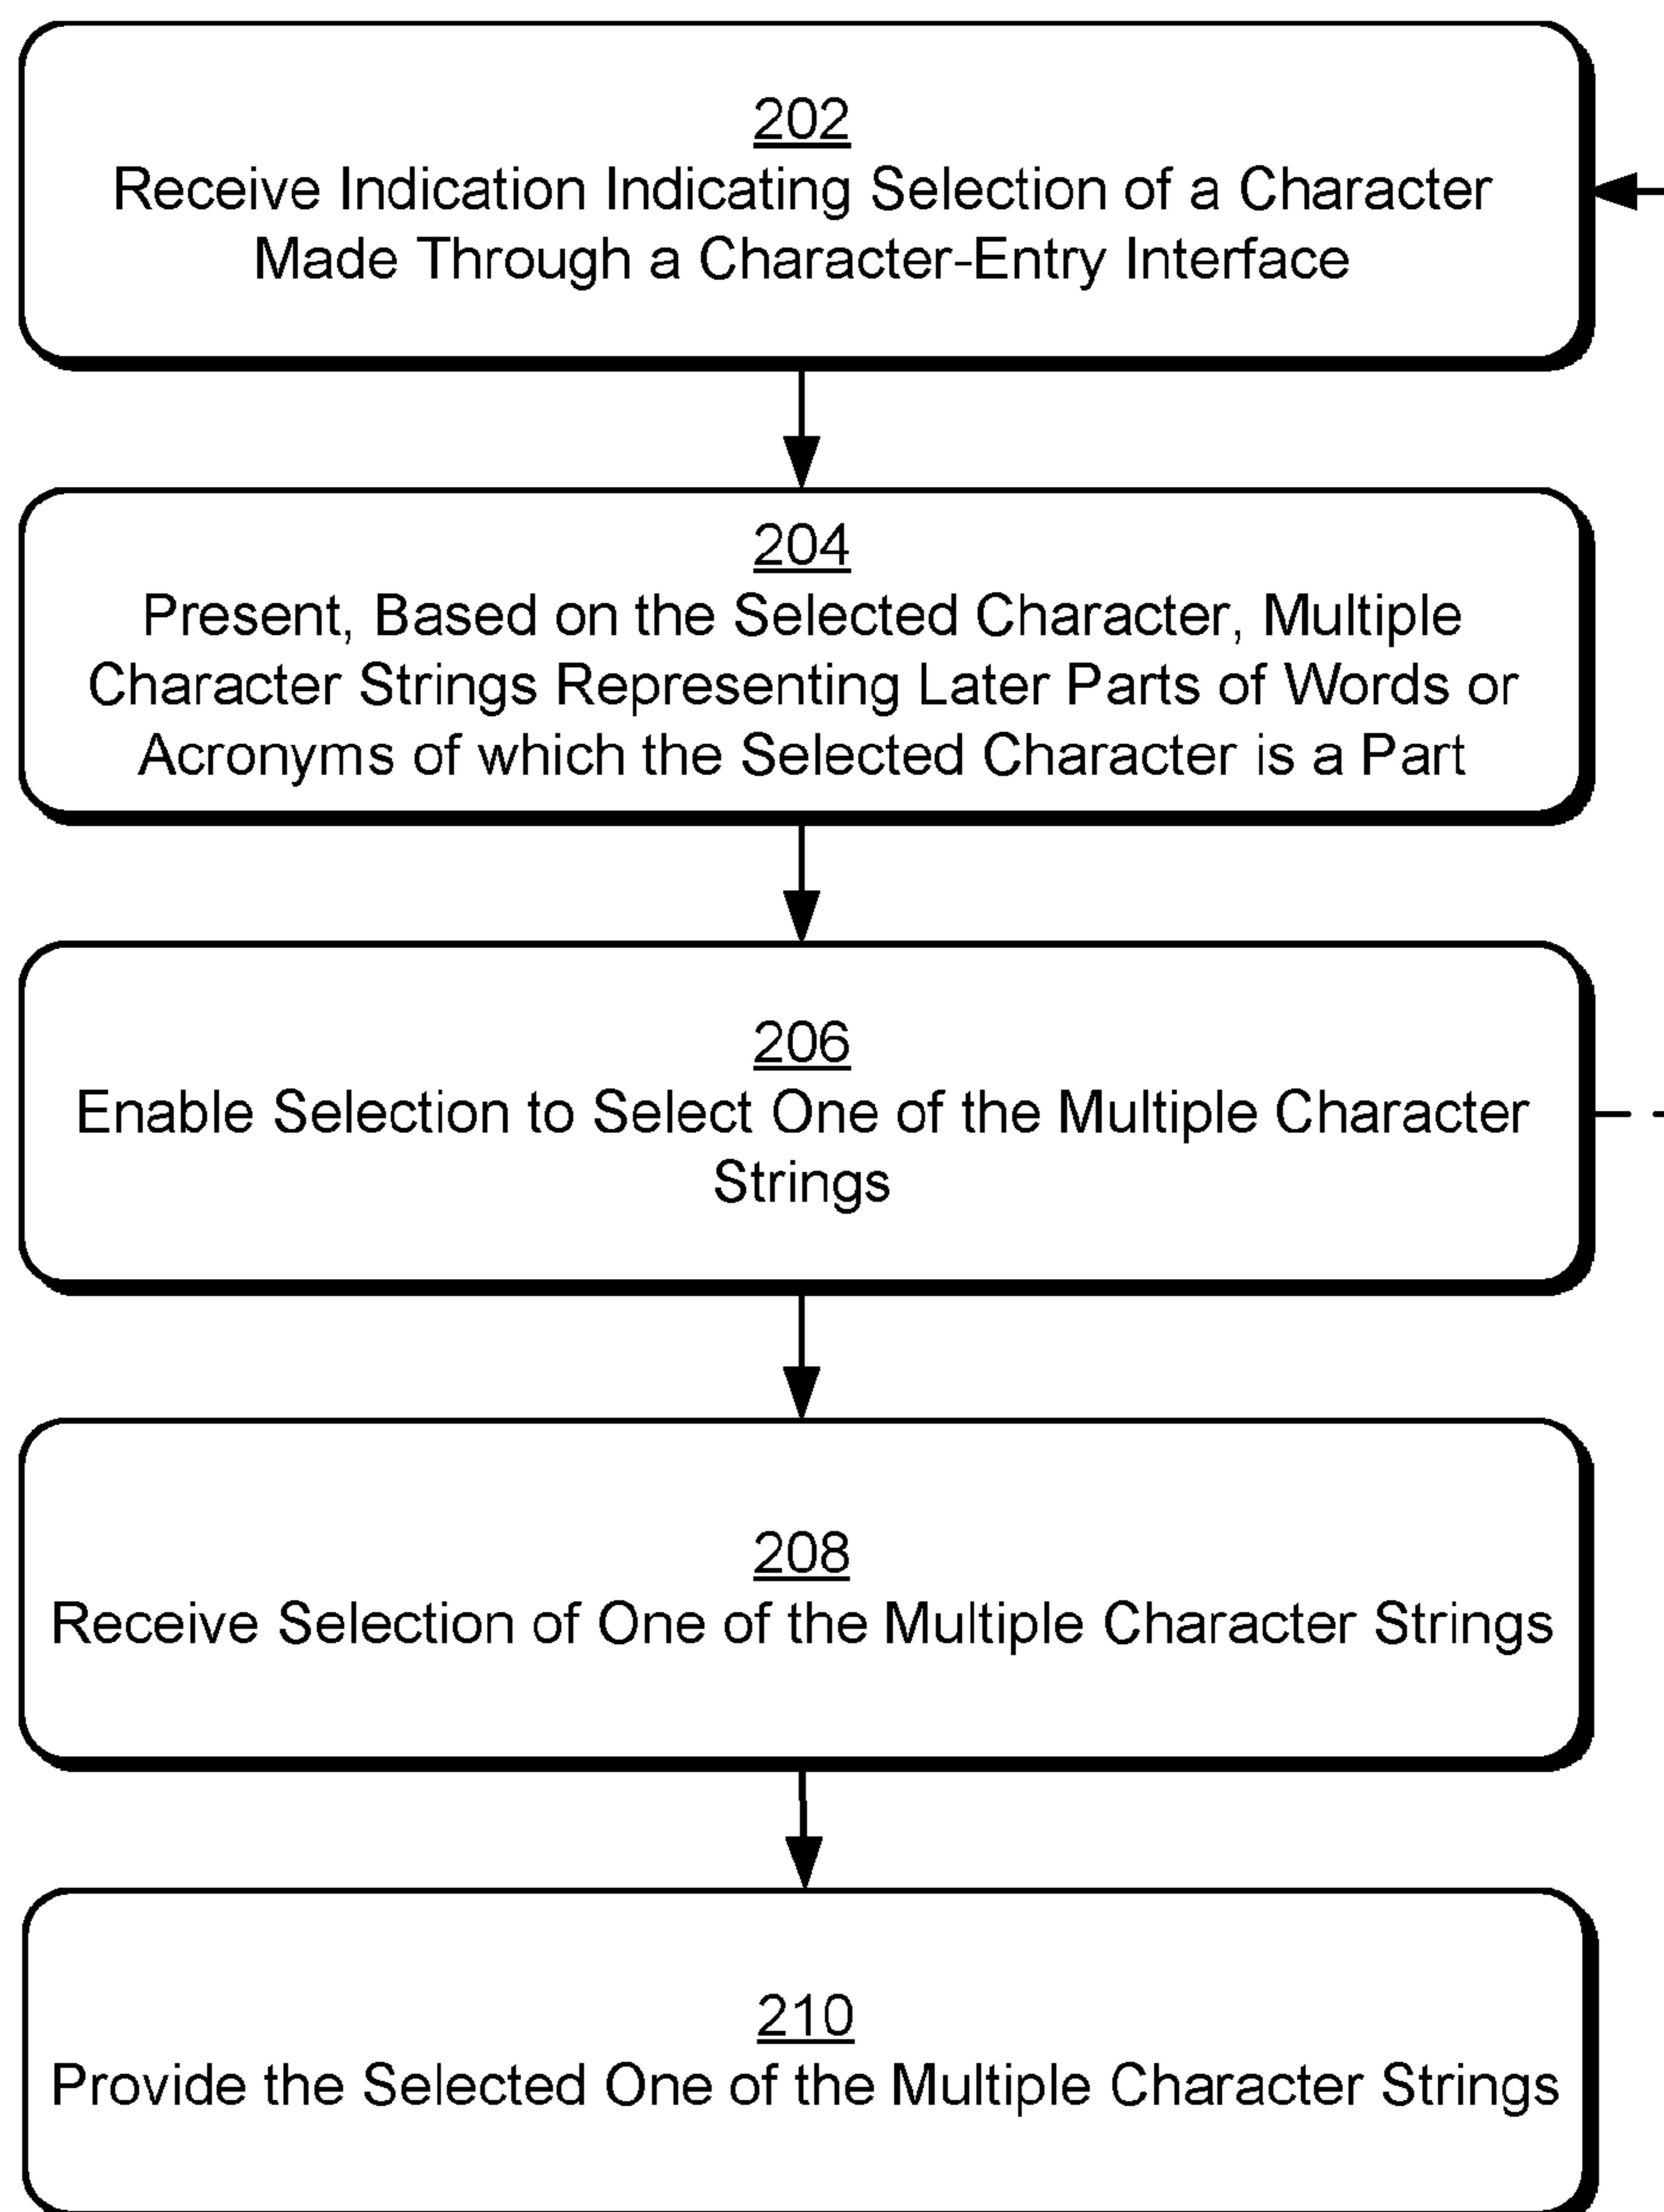 202
Receive Indication Indicating Selection of a Character
Made Through a Character-Entry Interface
204
Present, Based on the Selected Character, Multiple
Character Strings Representing Later Parts of Words or
Acronyms of which the Selected Character is a Part
206
Enable Selection to Select One of the Multiple Character
Strings
208
Receive Selection of One of the Multiple Character Strings
210
Provide the Selected One of the Multiple Character Strings